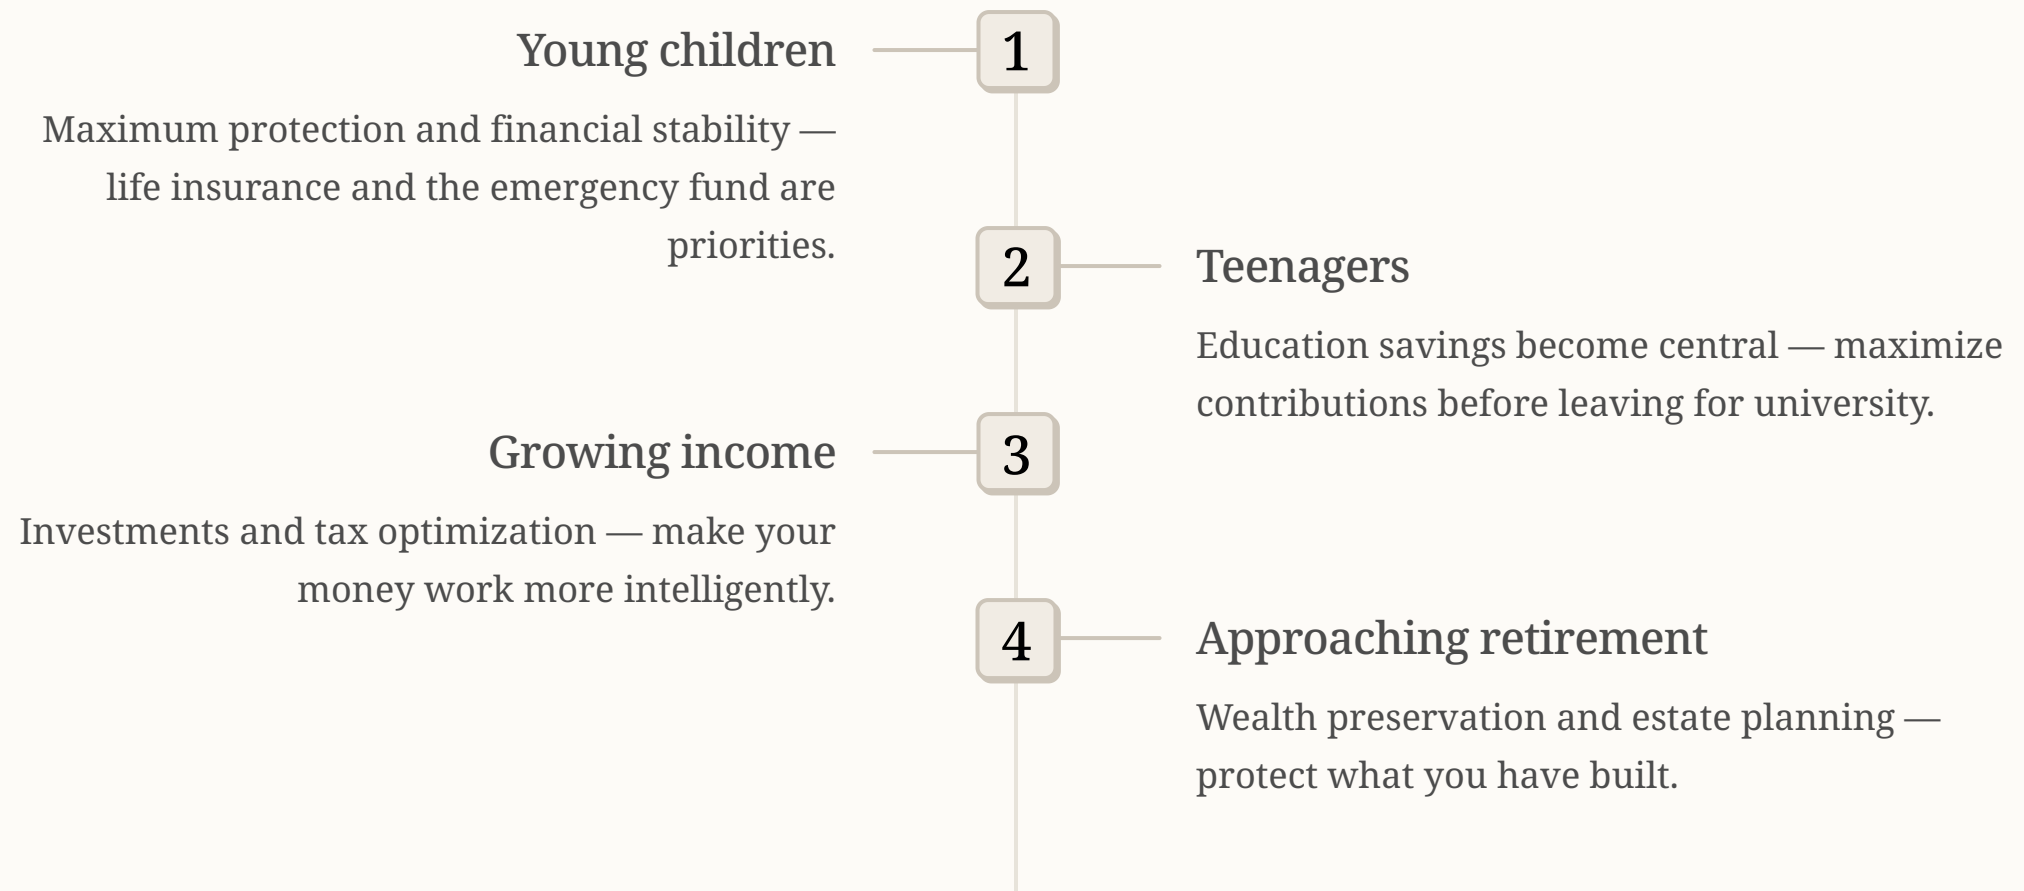 1
Young children
Maximum protection and financial stability —
life insurance and the emergency fund are
priorities.
2
Teenagers
Education savings become central — maximize
contributions before leaving for university.
3
Growing income
Investments and tax optimization — make your
money work more intelligently.
4
Approaching retirement
Wealth preservation and estate planning —
protect what you have built.